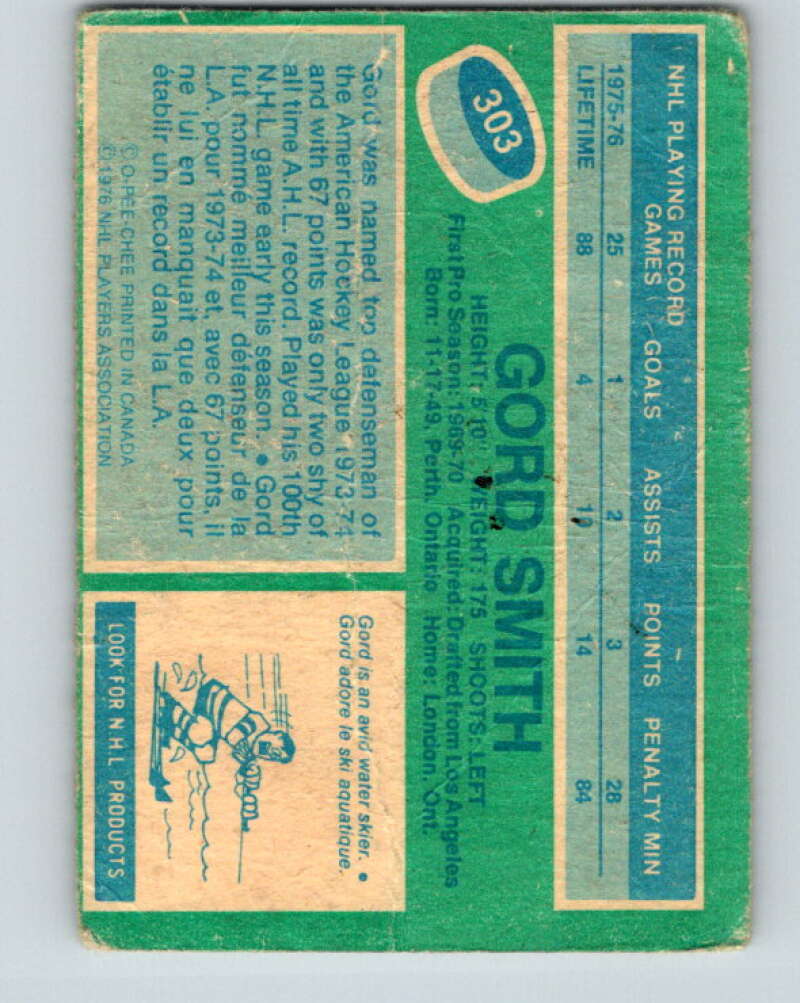 NHL PLAYING RECORD
GAMES GOALS ASSISTS POINTS PENALTY MIN
1975-76 25 1 2 3 28
LIFETIME 88 4 10 14 84
303
GORD SMITH
HEIGHT: 5'10" WEIGHT: 175 SHOOTS: LEFT
First Pro Season: 1969-70 Acquired: Drafted from Los Angeles
Born: 11-17-49, Perth, Ontario Home: London, Ont.
Gord was named top defenseman of
the American Hockey League 1973-74
and with 67 points was only two shy of
all time A.H.L. record. Played his 100th
N.H.L. game early this season. • Gord
fut nommé meilleur défenseur de la
L.A. pour 1973-74 et, avec 67 points, il
ne lui en manquait que deux pour
établir un record dans la L.A.
© O-PEE-CHEE PRINTED IN CANADA
© 1976 NHL PLAYERS ASSOCIATION
Gord is an avid water skier. •
Gord adore le ski aquatique.
LOOK FOR N.H.L. PRODUCTS